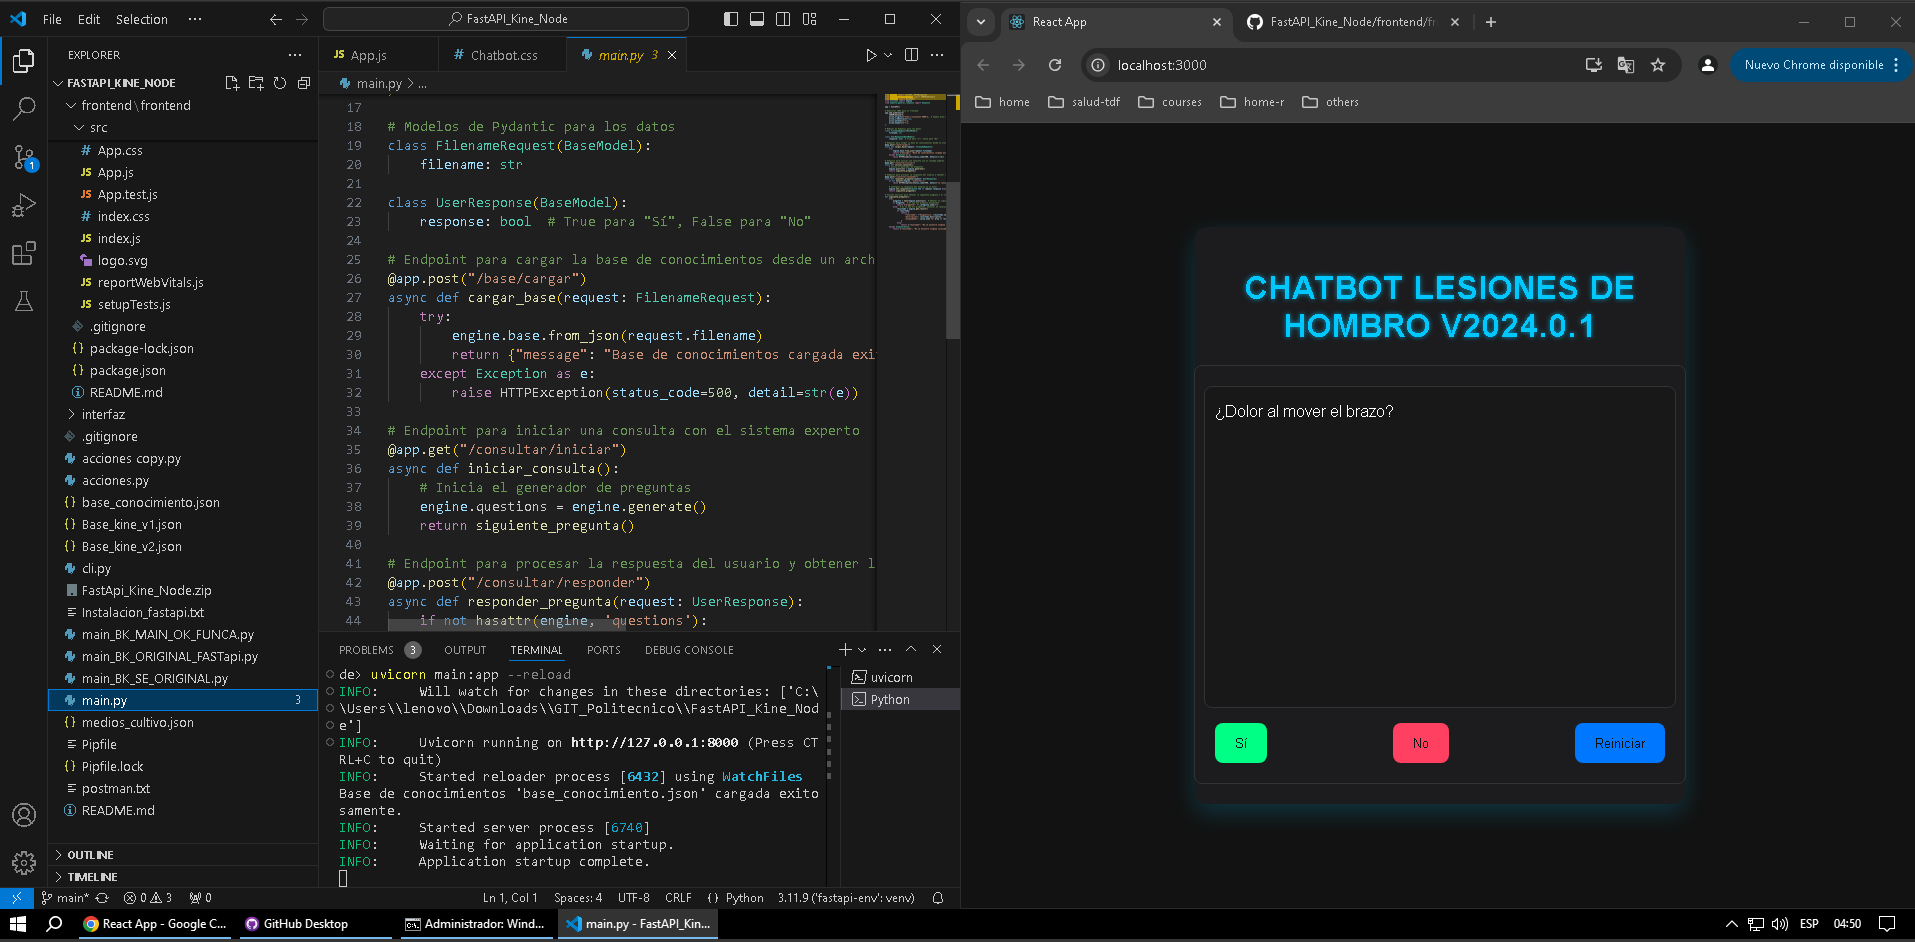 File Edit Selection ···
FastAPI_Kine_Node
EXPLORER ···
FASTAPI_KINE_NODE
frontend \ frontend
src
# App.css
JS App.js
JS App.test.js
# index.css
JS index.js
logo.svg
JS reportWebVitals.js
JS setupTests.js
.gitignore
{} package-lock.json
{} package.json
README.md
interfaz
.gitignore
acciones copy.py
acciones.py
{} base_conocimiento.json
{} Base_kine_v1.json
{} Base_kine_v2.json
cli.py
FastApi_Kine_Node.zip
Instalacion_fastapi.txt
main_BK_MAIN_OK_FUNCA.py
main_BK_ORIGINAL_FASTapi.py
main_BK_SE_ORIGINAL.py
main.py 3
{} medios_cultivo.json
Pipfile
{} Pipfile.lock
postman.txt
README.md
OUTLINE
TIMELINE
1
JS App.js
# Chatbot.css
main.py 3
main.py > ...
17
18 # Modelos de Pydantic para los datos
19 class FilenameRequest(BaseModel):
20 filename: str
21
22 class UserResponse(BaseModel):
23 response: bool # True para "Sí", False para "No"
24
25 # Endpoint para cargar la base de conocimientos desde un arch
26 @app.post("/base/cargar")
27 async def cargar_base(request: FilenameRequest):
28 try:
29 engine.base.from_json(request.filename)
30 return {"message": "Base de conocimientos cargada exi
31 except Exception as e:
32 raise HTTPException(status_code=500, detail=str(e))
33
34 # Endpoint para iniciar una consulta con el sistema experto
35 @app.get("/consultar/iniciar")
36 async def iniciar_consulta():
37 # Inicia el generador de preguntas
38 engine.questions = engine.generate()
39 return siguiente_pregunta()
40
41 # Endpoint para procesar la respuesta del usuario y obtener l
42 @app.post("/consultar/responder")
43 async def responder_pregunta(request: UserResponse):
44 if not hasattr(engine, 'questions'):
PROBLEMS 3 OUTPUT TERMINAL PORTS DEBUG CONSOLE
de> uvicorn main:app --reload
INFO: Will watch for changes in these directories: ['C:\
\Users\\lenovo\\Downloads\\GIT_Politecnico\\FastAPI_Kine_Nod
e']
INFO: Uvicorn running on http://127.0.0.1:8000 (Press CT
RL+C to quit)
INFO: Started reloader process [6432] using WatchFiles
Base de conocimientos 'base_conocimiento.json' cargada exito
samente.
INFO: Started server process [6740]
INFO: Waiting for application startup.
INFO: Application startup complete.
uvicorn
Python
main* 0 3 0
Ln 1, Col 1 Spaces: 4 UTF-8 CRLF {} Python 3.11.9 ('fastapi-env': venv)
React App
FastAPI_Kine_Node/frontend/fr
localhost:3000
Nuevo Chrome disponible
home salud-tdf courses home-r others
CHATBOT LESIONES DE
HOMBRO V2024.0.1
¿Dolor al mover el brazo?
Sí No Reiniciar
React App - Google C...
GitHub Desktop
Administrador: Wind...
main.py - FastAPI_Kin...
ESP 04:50